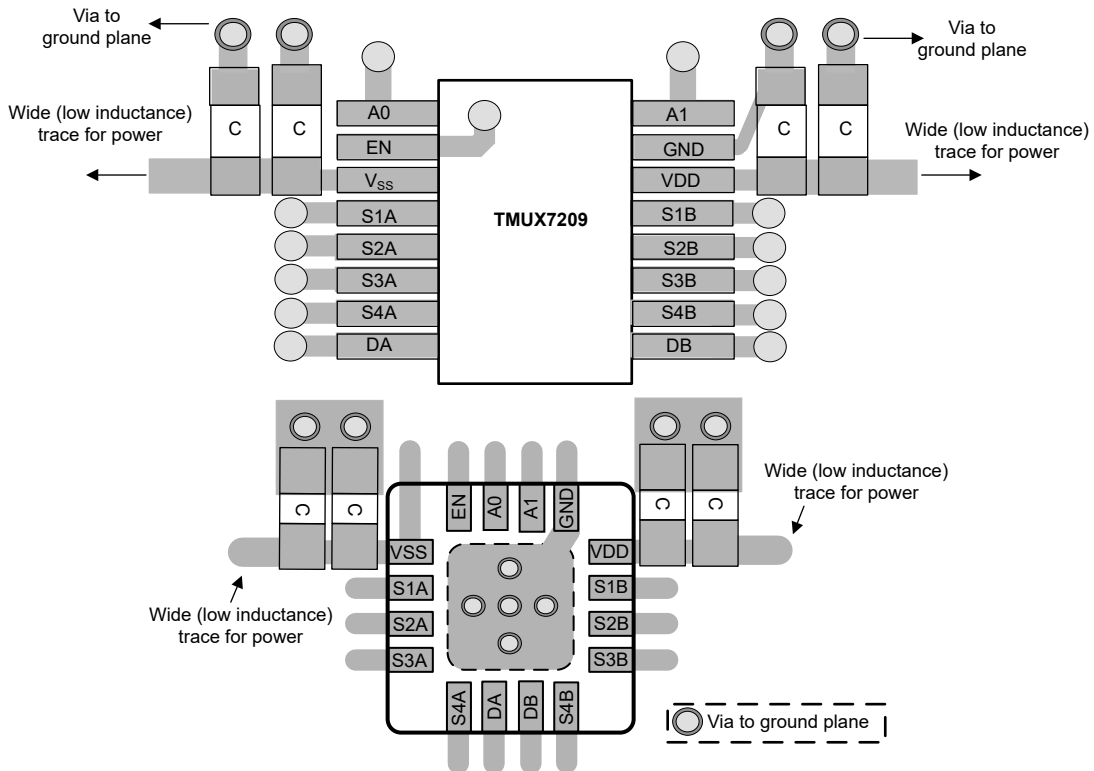 Via to
ground plane
Via to
ground plane
Wide (low inductance)
trace for power
C
C
C
C
Wide (low inductance)
trace for power
A0
EN
VSS
S1A
S2A
S3A
S4A
DA
TMUX7209
A1
GND
VDD
S1B
S2B
S3B
S4B
DB
C
C
C
C
Wide (low inductance)
trace for power
EN
A0
A1
GND
VSS
S1A
S2A
S3A
VDD
S1B
S2B
S3B
Wide (low inductance)
trace for power
S4A
DA
DB
S4B
Via to ground plane